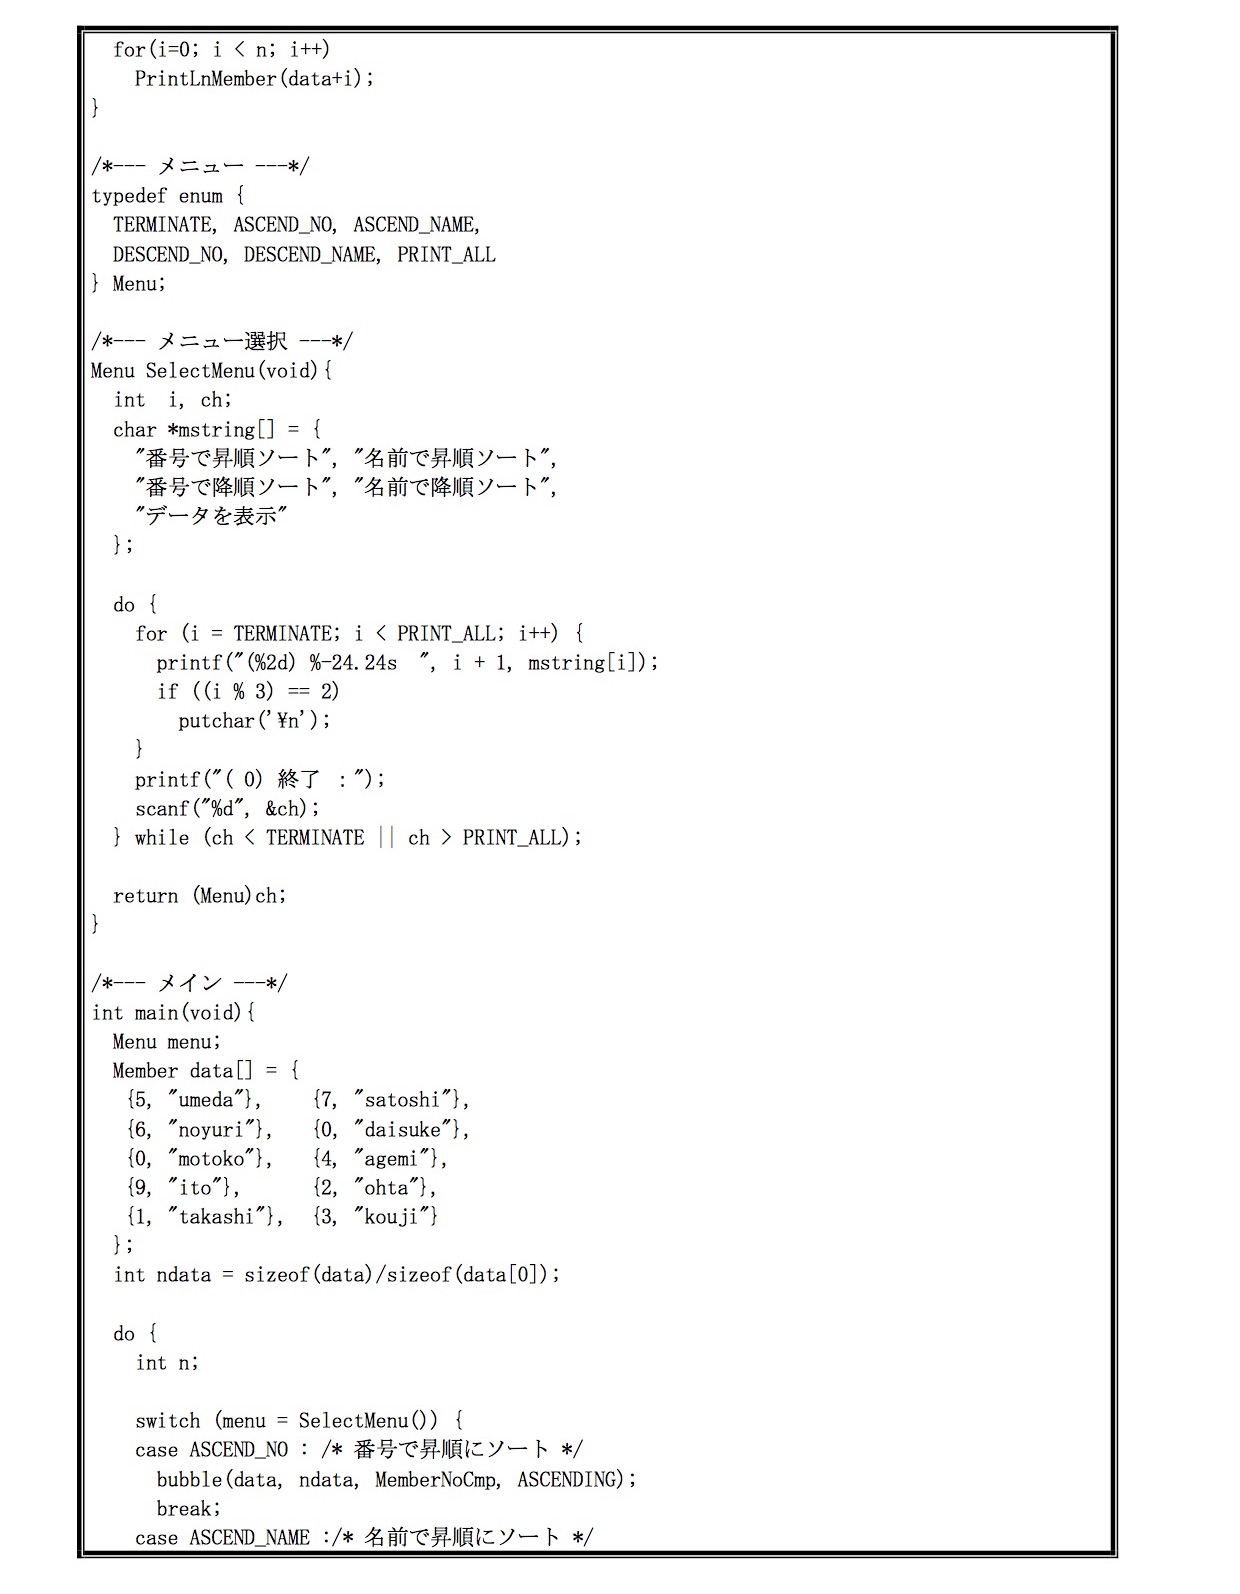 for(i=0; i < n; i++)
PrintLnMember(data+i);
}
/*--- メニュー ---*/
typedef enum {
TERMINATE, ASCEND_NO, ASCEND_NAME,
DESCEND_NO, DESCEND_NAME, PRINT_ALL
} Menu;
/*--- メニュー選択 ---*/
Menu SelectMenu(void){
int  i, ch;
char *mstring[] = {
"番号で昇順ソート", "名前で昇順ソート",
"番号で降順ソート", "名前で降順ソート",
"データを表示"
};
do {
for (i = TERMINATE; i < PRINT_ALL; i++) {
printf("(%2d) %-24.24s  ", i + 1, mstring[i]);
if ((i % 3) == 2)
putchar('¥n');
}
printf("( 0) 終了 :");
scanf("%d", &ch);
} while (ch < TERMINATE || ch > PRINT_ALL);
return (Menu)ch;
}
/*--- メイン ---*/
int main(void){
Menu menu;
Member data[] = {
{5, "umeda"},    {7, "satoshi"},
{6, "noyuri"},   {0, "daisuke"},
{0, "motoko"},   {4, "agemi"},
{9, "ito"},      {2, "ohta"},
{1, "takashi"},  {3, "kouji"}
};
int ndata = sizeof(data)/sizeof(data[0]);
do {
int n;
switch (menu = SelectMenu()) {
case ASCEND_NO : /* 番号で昇順にソート */
bubble(data, ndata, MemberNoCmp, ASCENDING);
break;
case ASCEND_NAME :/* 名前で昇順にソート */